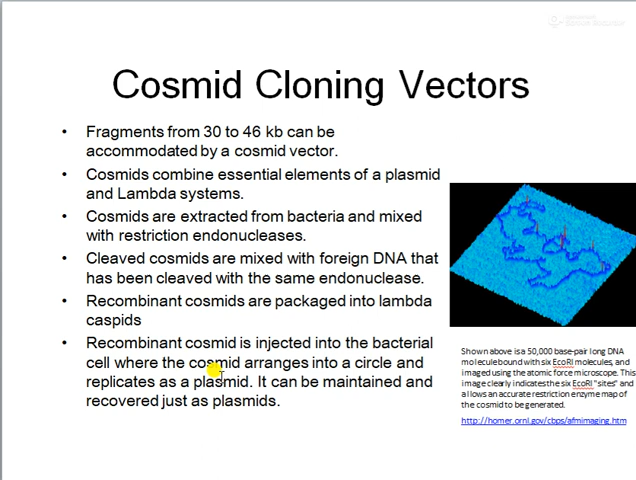 Cosmid Cloning Vectors
• Fragments from 30 to 46 kb can be
accommodated by a cosmid vector.
• Cosmids combine essential elements of a plasmid
and Lambda systems.
• Cosmids are extracted from bacteria and mixed
with restriction endonucleases.
• Cleaved cosmids are mixed with foreign DNA that
has been cleaved with the same endonuclease.
• Recombinant cosmids are packaged into lambda
caspids
• Recombinant cosmid is injected into the bacterial
cell where the cosmid arranges into a circle and
replicates as a plasmid. It can be maintained and
recovered just as plasmids.
Shown above is a 50,000 base-pair long DNA
molecule bound with six EcoRI molecules, and
imaged using the atomic force microscope. This
image clearly indicates the six EcoRI "sites" and
allows an accurate restriction enzyme map of
the cosmid to be generated.
http://homer.ornl.gov/cbps/afmimaging.htm